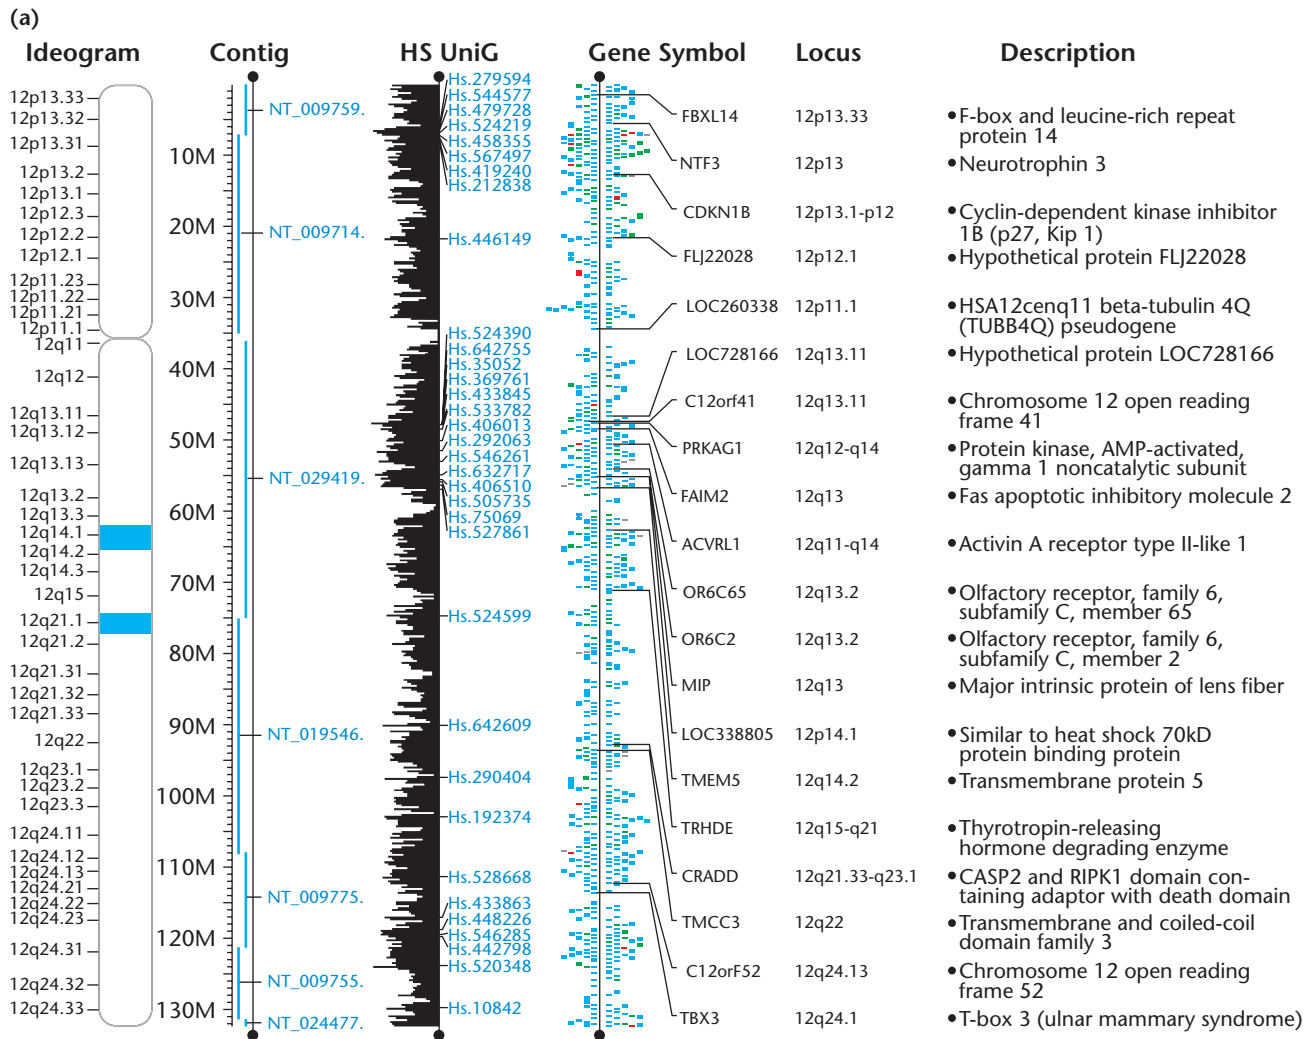 (a)
Ideogram
Contig
HS UniG
Gene Symbol
Locus
Description
12p13.33
12p13.32
12p13.31
12p13.2
12p13.1
12p12.3
12p12.2
12p12.1
12p11.23
12p11.22
12p11.21
12p11.1
12q11
12q12
12q13.11
12q13.12
12q13.13
12q13.2
12q13.3
12q14.1
12q14.2
12q14.3
12q15
12q21.1
12q21.2
12q21.31
12q21.32
12q21.33
12q22
12q23.1
12q23.2
12q23.3
12q24.11
12q24.12
12q24.13
12q24.21
12q24.22
12q24.23
12q24.31
12q24.32
12q24.33
10M
20M
30M
40M
50M
60M
70M
80M
90M
100M
110M
120M
130M
NT_009759.
NT_009714.
NT_029419.
NT_019546.
NT_009775.
NT_009755.
NT_024477.
Hs.279594
Hs.544577
Hs.479728
Hs.524219
Hs.458355
Hs.567497
Hs.419240
Hs.212838
Hs.446149
Hs.524390
Hs.642755
Hs.35052
Hs.369761
Hs.433845
Hs.533782
Hs.406013
Hs.292063
Hs.546261
Hs.632717
Hs.406510
Hs.505735
Hs.75069
Hs.527861
Hs.524599
Hs.642609
Hs.290404
Hs.192374
Hs.528668
Hs.433863
Hs.448226
Hs.546285
Hs.442798
Hs.520348
Hs.10842
FBXL14 12p13.33 •F-box and leucine-rich repeat
protein 14
NTF3 12p13 •Neurotrophin 3
CDKN1B 12p13.1-p12 •Cyclin-dependent kinase inhibitor
1B (p27, Kip 1)
FLJ22028 12p12.1 •Hypothetical protein FLJ22028
LOC260338 12p11.1 •HSA12cenq11 beta-tubulin 4Q
(TUBB4Q) pseudogene
LOC728166 12q13.11 •Hypothetical protein LOC728166
C12orf41 12q13.11 •Chromosome 12 open reading
frame 41
PRKAG1 12q12-q14 •Protein kinase, AMP-activated,
gamma 1 noncatalytic subunit
FAIM2 12q13 •Fas apoptotic inhibitory molecule 2
ACVRL1 12q11-q14 •Activin A receptor type II-like 1
OR6C65 12q13.2 •Olfactory receptor, family 6,
subfamily C, member 65
OR6C2 12q13.2 •Olfactory receptor, family 6,
subfamily C, member 2
MIP 12q13 •Major intrinsic protein of lens fiber
LOC338805 12p14.1 •Similar to heat shock 70kD
protein binding protein
TMEM5 12q14.2 •Transmembrane protein 5
TRHDE 12q15-q21 •Thyrotropin-releasing
hormone degrading enzyme
CRADD 12q21.33-q23.1 •CASP2 and RIPK1 domain con-
taining adaptor with death domain
TMCC3 12q22 •Transmembrane and coiled-coil
domain family 3
C12orF52 12q24.13 •Chromosome 12 open reading
frame 52
TBX3 12q24.1 •T-box 3 (ulnar mammary syndrome)